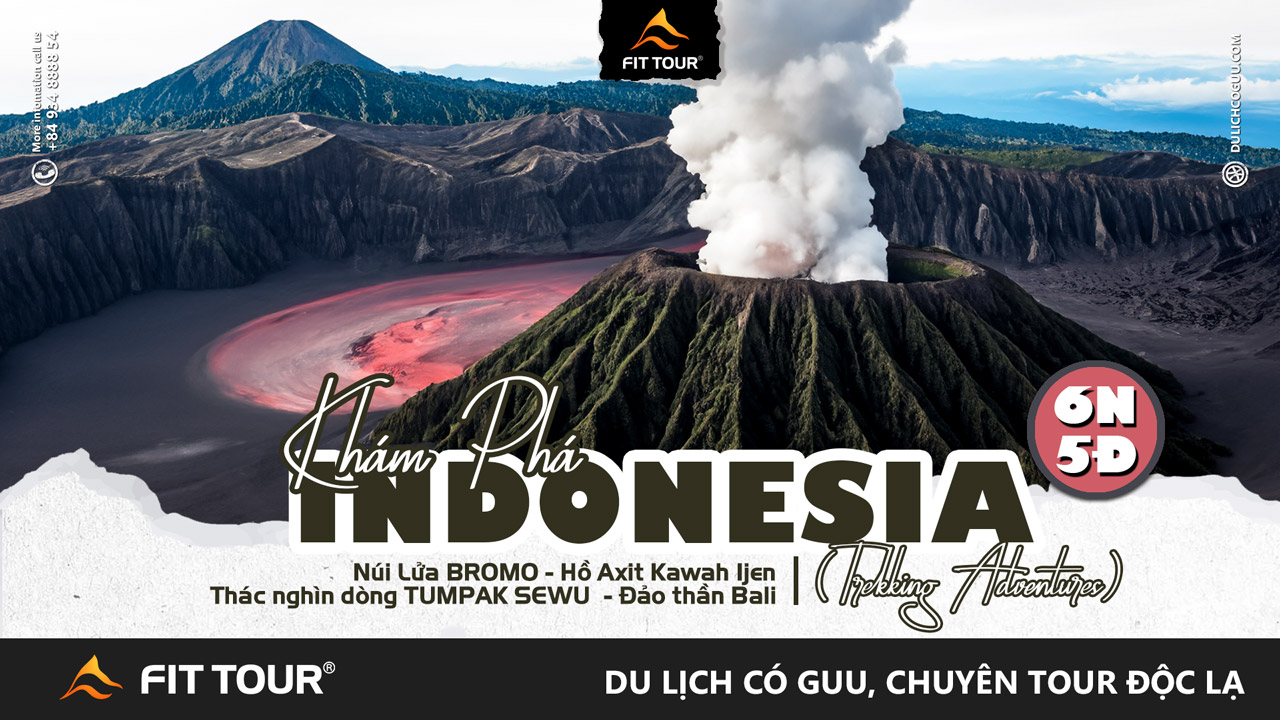 FIT TOUR®
More infomation call us
+84 934 8888 54
DULICHCOGUU.COM
Khám Phá
INDONESIA
6N
5Đ
Núi Lửa BROMO - Hồ Axit Kawah Ijen
Thác nghìn dòng TUMPAK SEWU - Đảo thần Bali
(Trekking Adventures)
FIT TOUR®
DU LỊCH CÓ GUU, CHUYÊN TOUR ĐỘC LẠ